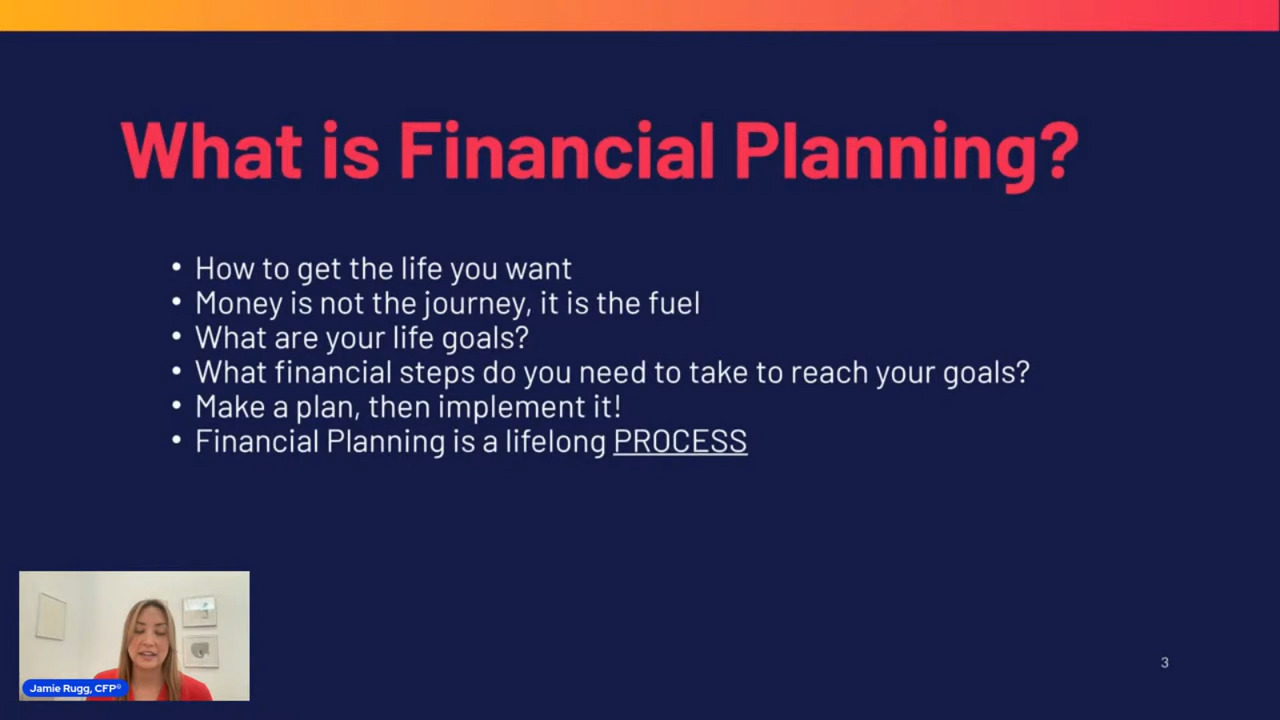 What is Financial Planning?
• How to get the life you want
• Money is not the journey, it is the fuel
• What are your life goals?
• What financial steps do you need to take to reach your goals?
• Make a plan, then implement it!
• Financial Planning is a lifelong PROCESS
Jamie Rugg, CFP®
3